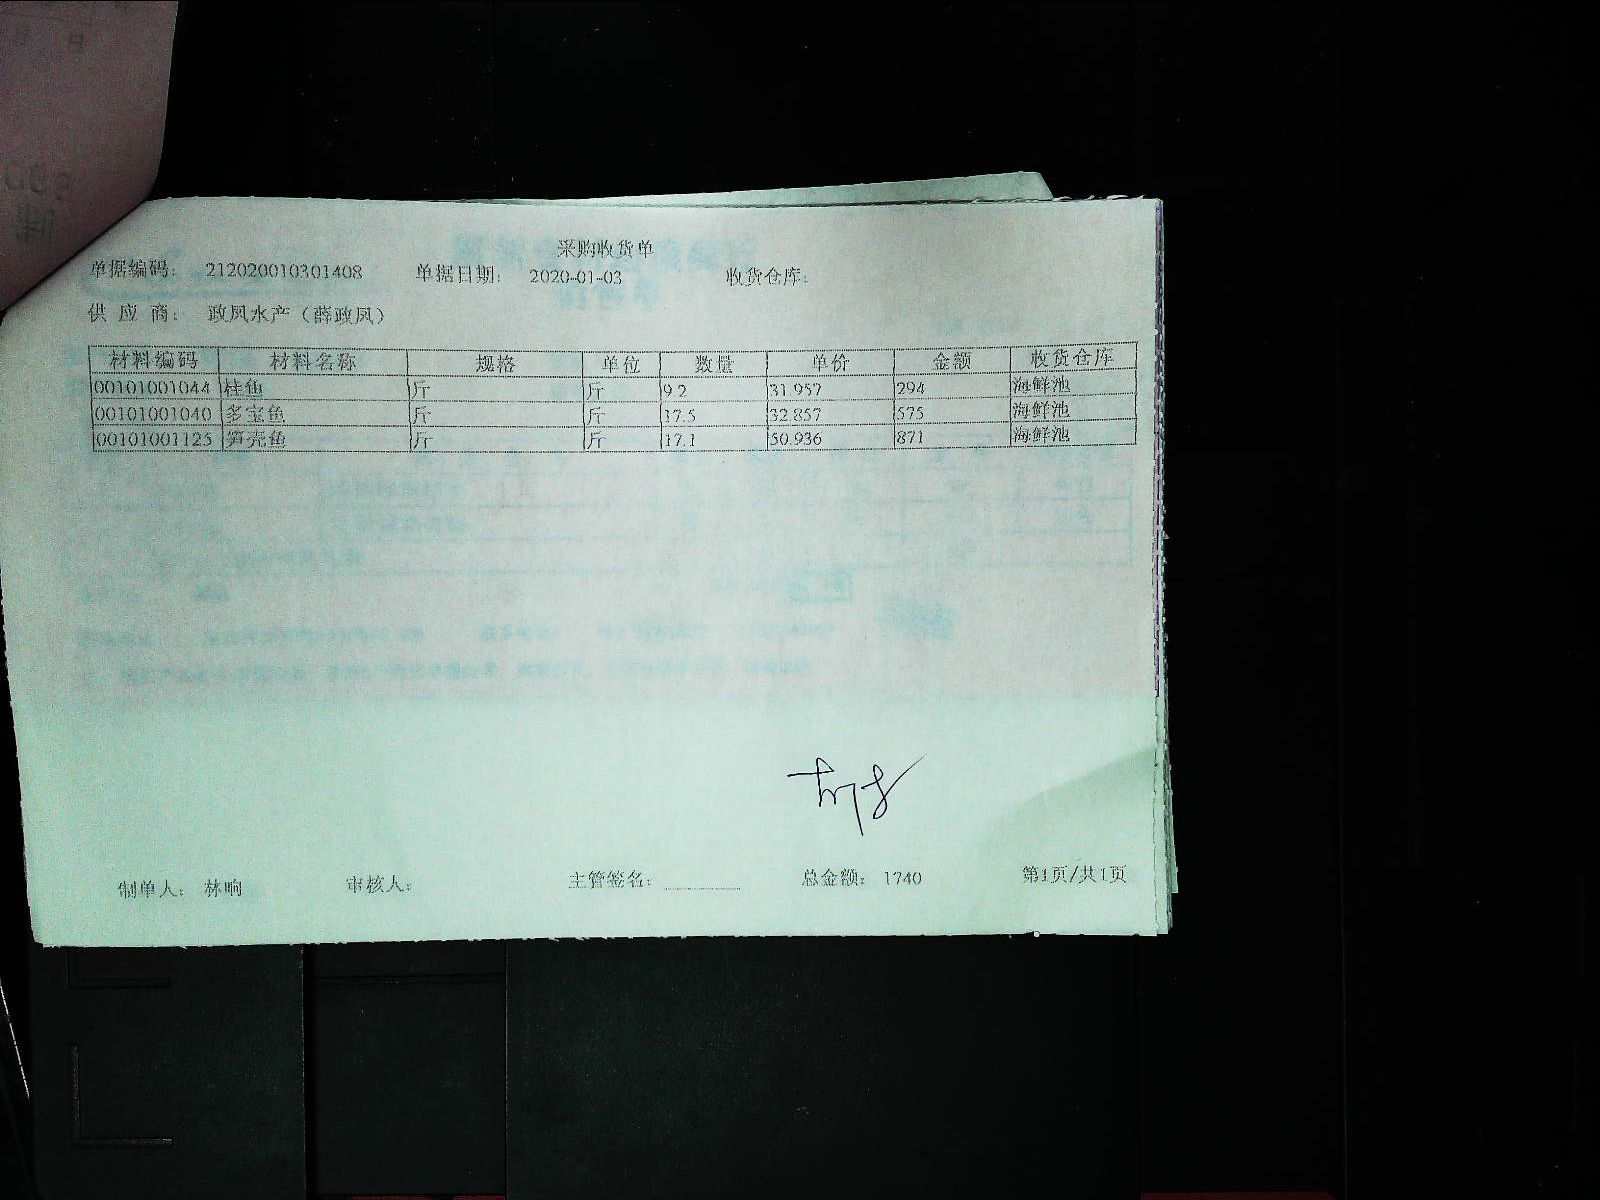 采购收货单
单据编码： 212020010301408 单据日期： 2020-01-03 收货仓库：
供 应 商： 政凤水产（薛政凤）
材料编码 材料名称 规格 单位 数量 单价 金额 收货仓库
00101001044 桂鱼 斤 斤 9.2 31.957 294 海鲜池
00101001040 多宝鱼 斤 斤 17.5 32.857 575 海鲜池
00101001125 笋壳鱼 斤 斤 17.1 50.936 871 海鲜池
制单人： 林响 审核人： 主管签名： 总金额： 1740 第1页/共1页